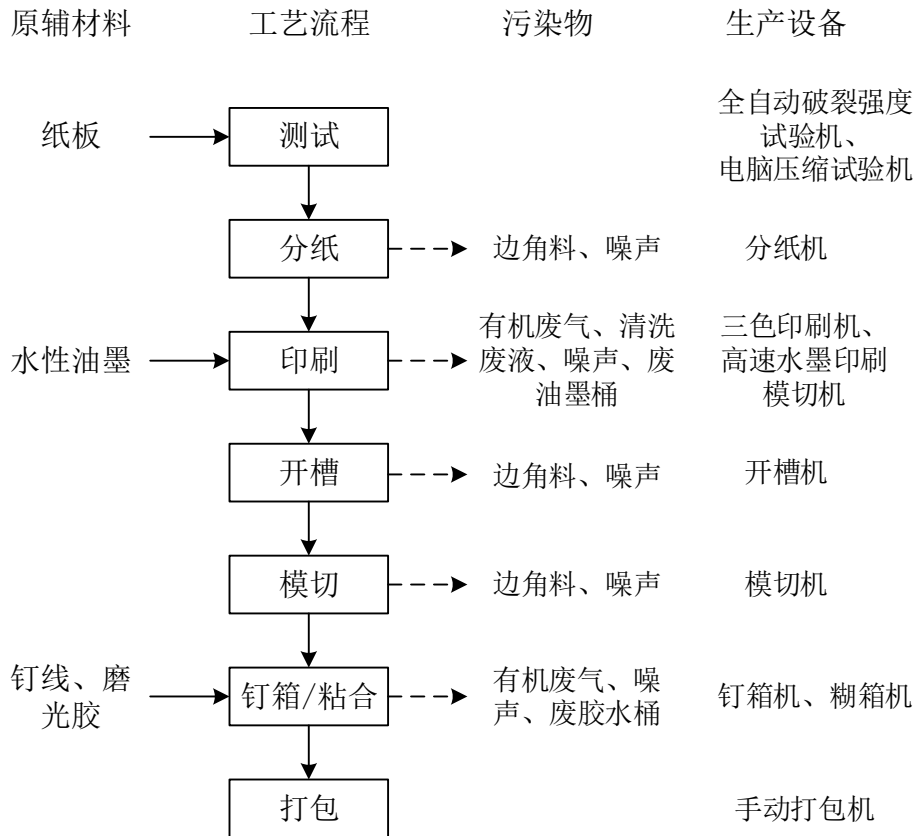 原辅材料 工艺流程 污染物 生产设备
纸板 测试 全自动破裂强度
试验机、
电脑压缩试验机
分纸 边角料、噪声 分纸机
水性油墨 印刷 有机废气、清洗
废液、噪声、废
油墨桶 三色印刷机、
高速水墨印刷
模切机
开槽 边角料、噪声 开槽机
模切 边角料、噪声 模切机
钉线、磨
光胶 钉箱/粘合 有机废气、噪
声、废胶水桶 钉箱机、糊箱机
打包 手动打包机